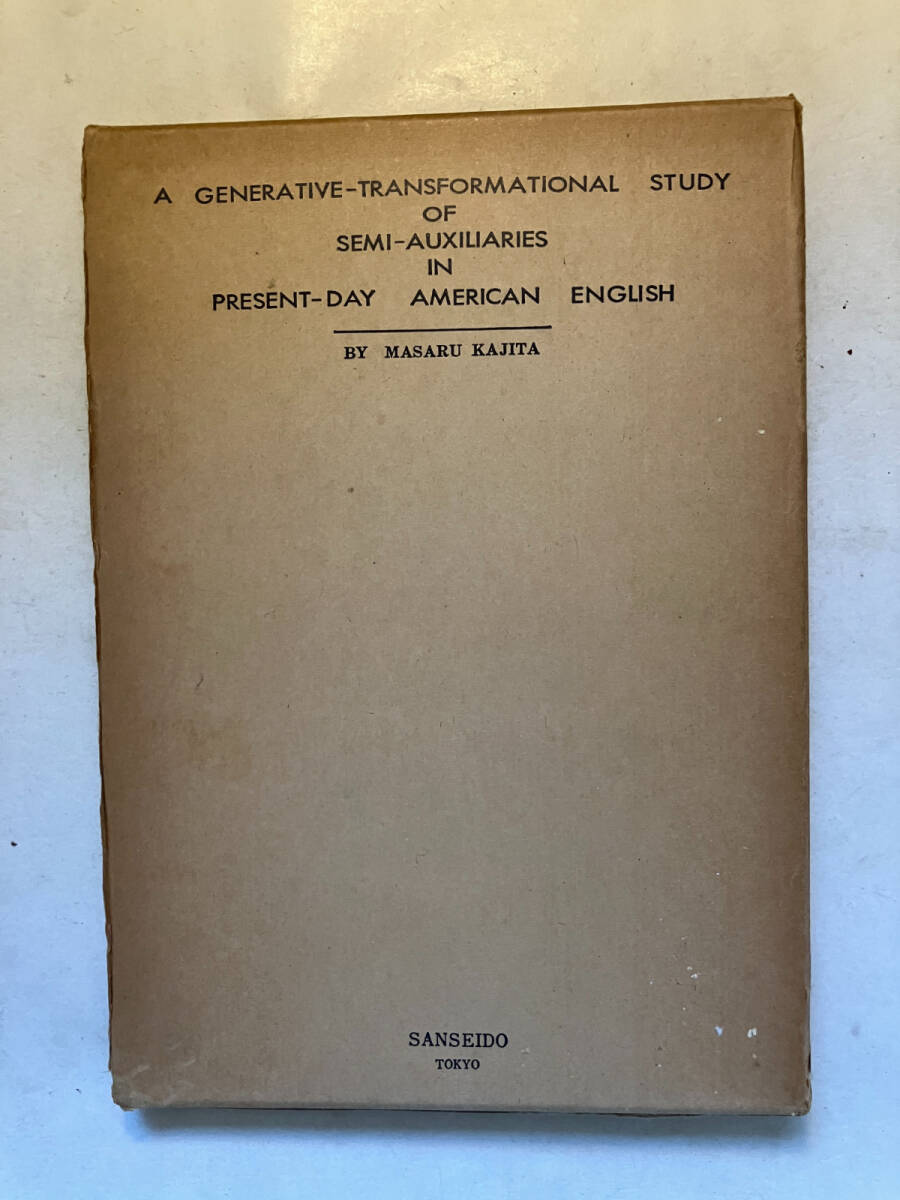 A GENERATIVE-TRANSFORMATIONAL STUDY
OF
SEMI-AUXILIARIES
IN
PRESENT-DAY AMERICAN ENGLISH
BY MASARU KAJITA
SANSEIDO
TOKYO